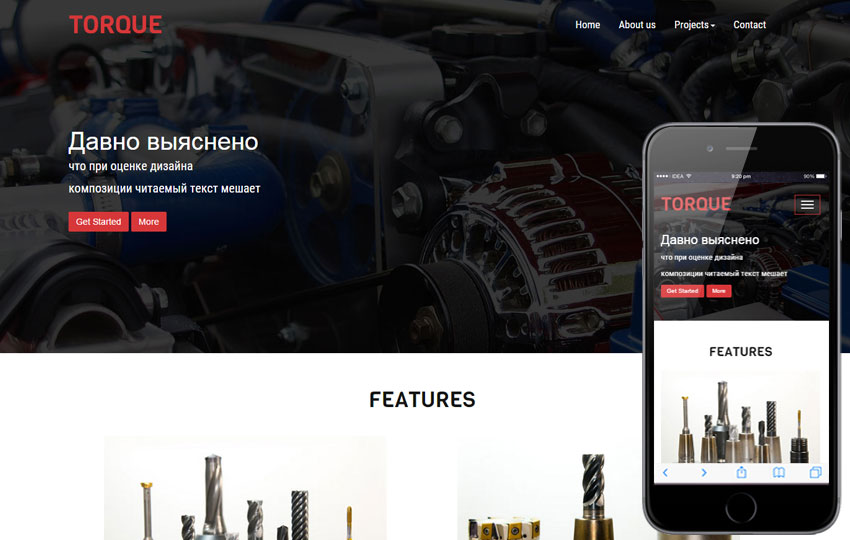 TORQUE
Home About us Projects Contact
Давно выяснено
что при оценке дизайна
композиции читаемый текст мешает
Get Started More
FEATURES
IDEA 9:20 pm 90%
TORQUE
Давно выяснено
что при оценке дизайна
композиции читаемый текст мешает
Get Started More
FEATURES